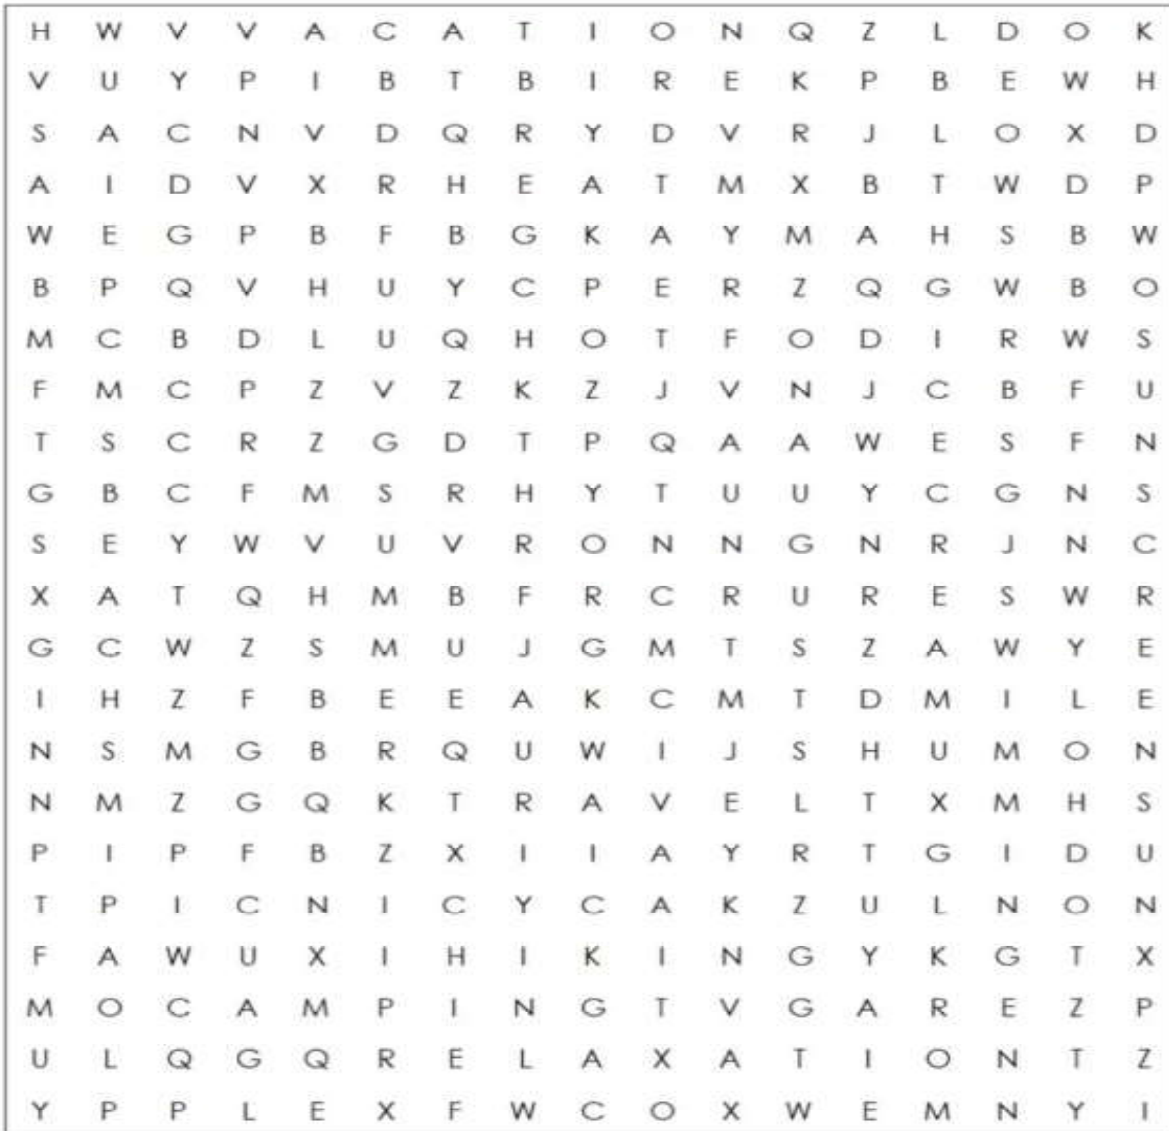 H W V V A C A T I O N Q Z L D O K
V U Y P I B T B I R E K P B E W H
S A C N V D Q R Y D V R J L O X D
A I D V X R H E A T M X B T W D P
W E G P B F B G K A Y M A H S B W
B P Q V H U Y C P E R Z Q G W B O
M C B D L U Q H O T F O D I R W S
F M C P Z V Z K Z J V N J C B F U
T S C R Z G D T P Q A A W E S F N
G B C F M S R H Y T U U Y C G N S
S E Y W V U V R O N N G N R J N C
X A T Q H M B F R C R U R E S W R
G C W Z S M U J G M T S Z A W Y E
I H Z F B E E A K C M T D M I L E
N S M G B R Q U W I J S H U M O N
N M Z G Q K T R A V E L T X M H S
P I P F B Z X I I A Y R T G I D U
T P I C N I C Y C A K Z U L N O N
F A W U X I H I K I N G Y K G T X
M O C A M P I N G T V G A R E Z P
U L Q G Q R E L A X A T I O N T Z
Y P P L E X F W C O X W E M N Y I